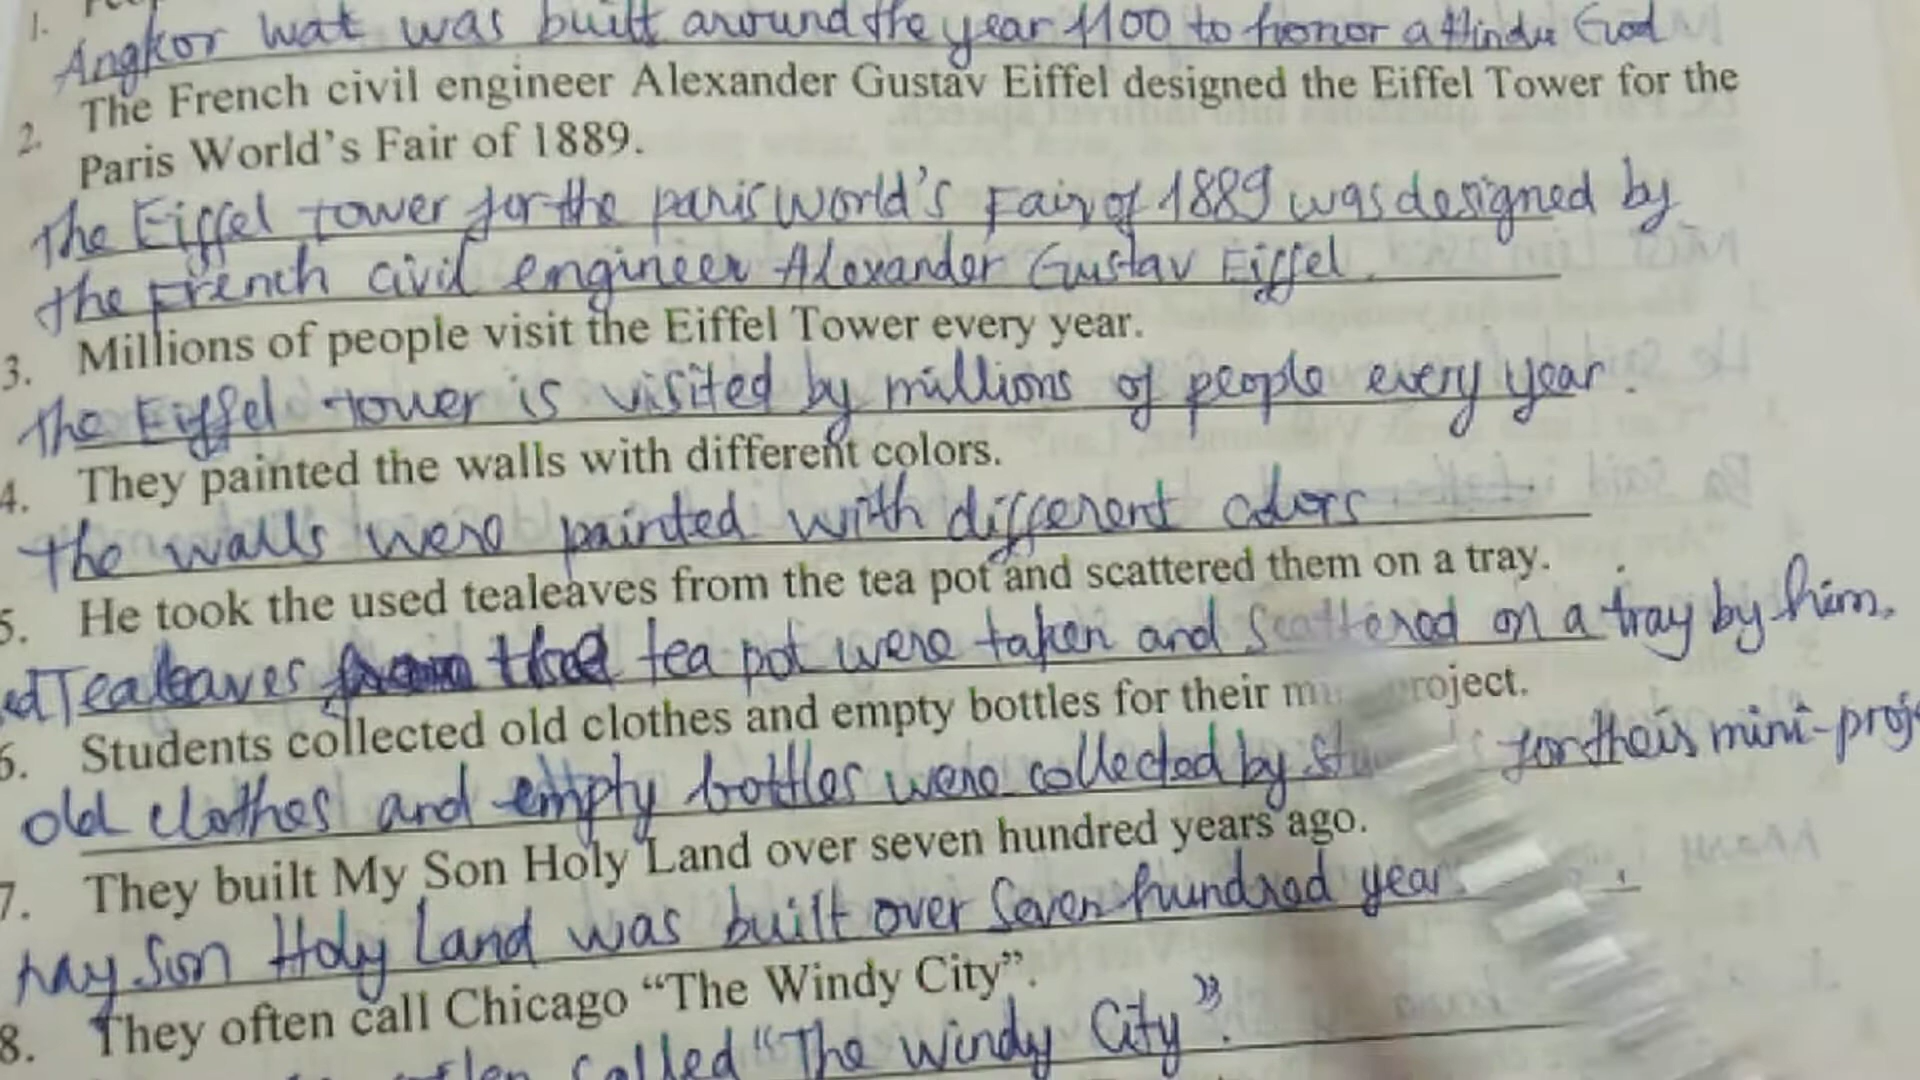 1.
Angkor wat was built around the year 1100 to honor a Hindu God
2. The French civil engineer Alexander Gustav Eiffel designed the Eiffel Tower for the
Paris World's Fair of 1889.
The Eiffel tower for the paris World's Fair of 1889 was designed by
the French civil engineer Alexander Gustav Eiffel.
3. Millions of people visit the Eiffel Tower every year.
The Eiffel tower is visited by millions of people every year.
4. They painted the walls with different colors.
the walls were painted with different colors
5. He took the used tealeaves from the tea pot and scattered them on a tray.
Tealeaves tea pot were taken and scattered on a tray by him.
6. Students collected old clothes and empty bottles for their project.
old clothes and empty bottles were collected by for their mini-proj
7. They built My Son Holy Land over seven hundred years ago.
May Son Holy Land was built over seven hundred year
8. They often call Chicago “The Windy City”.
called “The Windy City”.